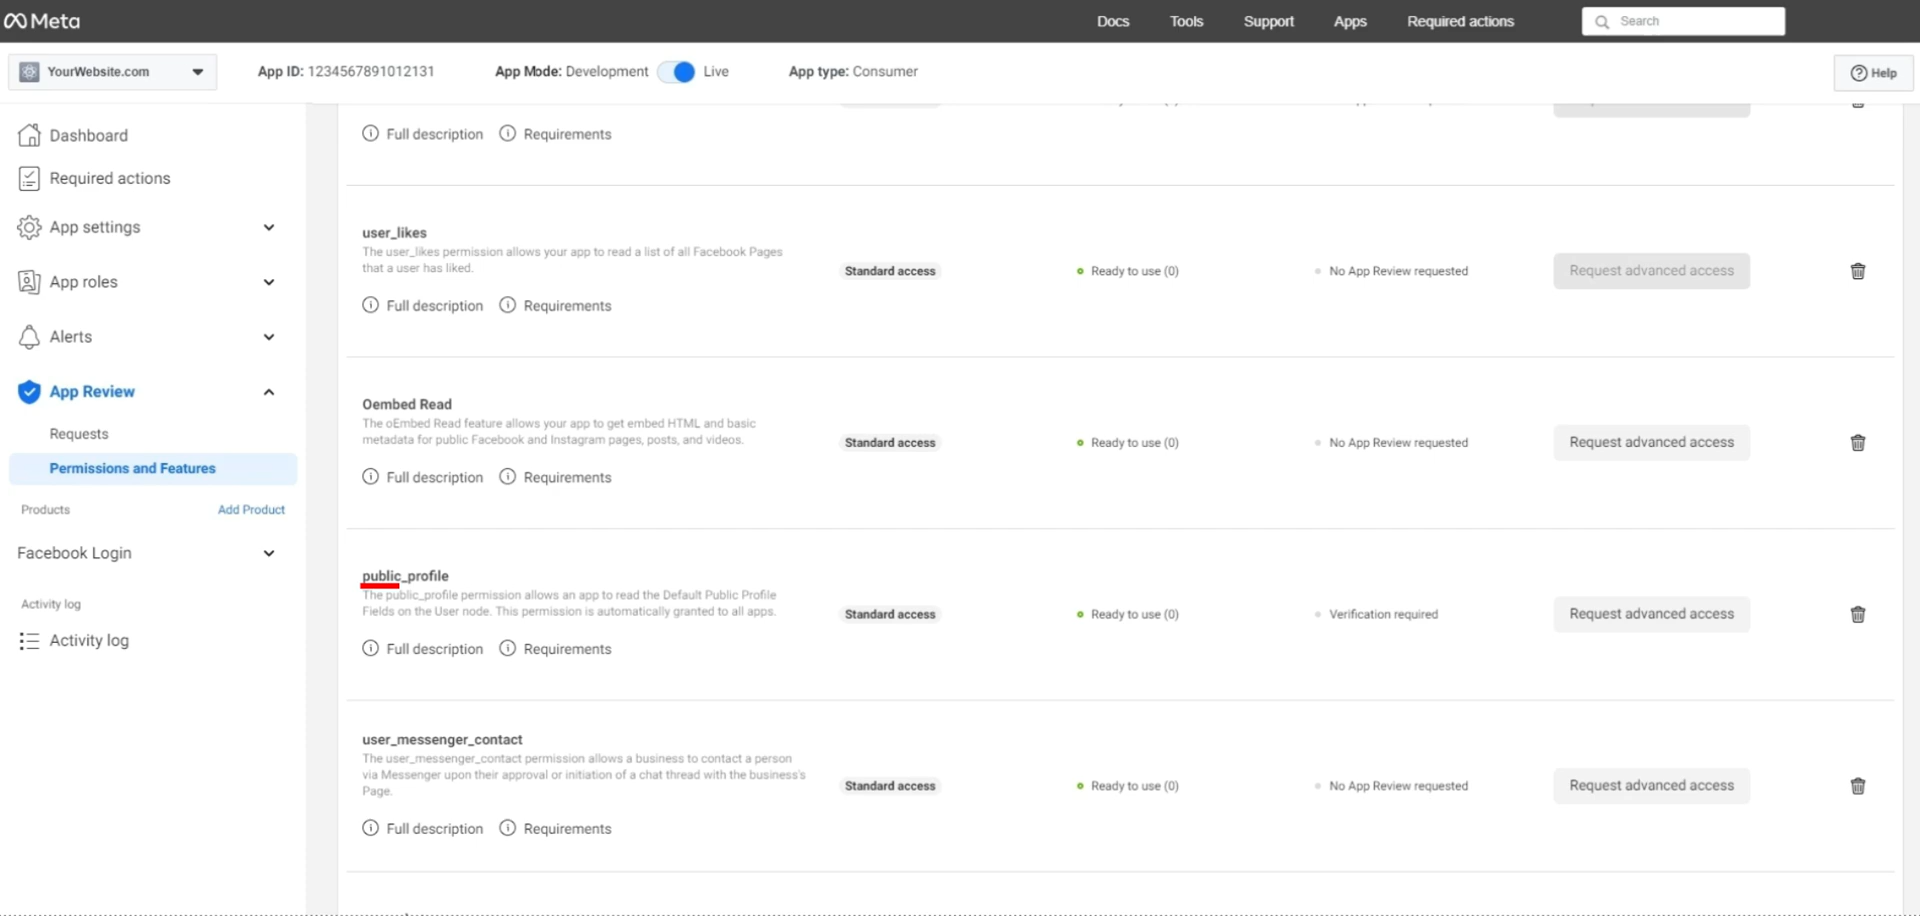 Meta
Docs
Tools
Support
Apps
Required actions
Search
YourWebsite.com
App ID: 1234567891012131
App Mode: Development
Live
App type: Consumer
Help
Dashboard
Required actions
App settings
App roles
Alerts
App Review
Requests
Permissions and Features
Products
Add Product
Facebook Login
Activity log
Activity log
Full description
Requirements
user_likes
The user_likes permission allows your app to read a list of all Facebook Pages
that a user has liked.
Full description
Requirements
Standard access
Ready to use (0)
No App Review requested
Request advanced access
Oembed Read
The oEmbed Read feature allows your app to get embed HTML and basic
metadata for public Facebook and Instagram pages, posts, and videos.
Full description
Requirements
Standard access
Ready to use (0)
No App Review requested
Request advanced access
public_profile
The public_profile permission allows an app to read the Default Public Profile
Fields on the User node. This permission is automatically granted to all apps.
Full description
Requirements
Standard access
Ready to use (0)
Verification required
Request advanced access
user_messenger_contact
The user_messenger_contact permission allows a business to contact a person
via Messenger upon their approval or initiation of a chat thread with the business's
Page.
Full description
Requirements
Standard access
Ready to use (0)
No App Review requested
Request advanced access